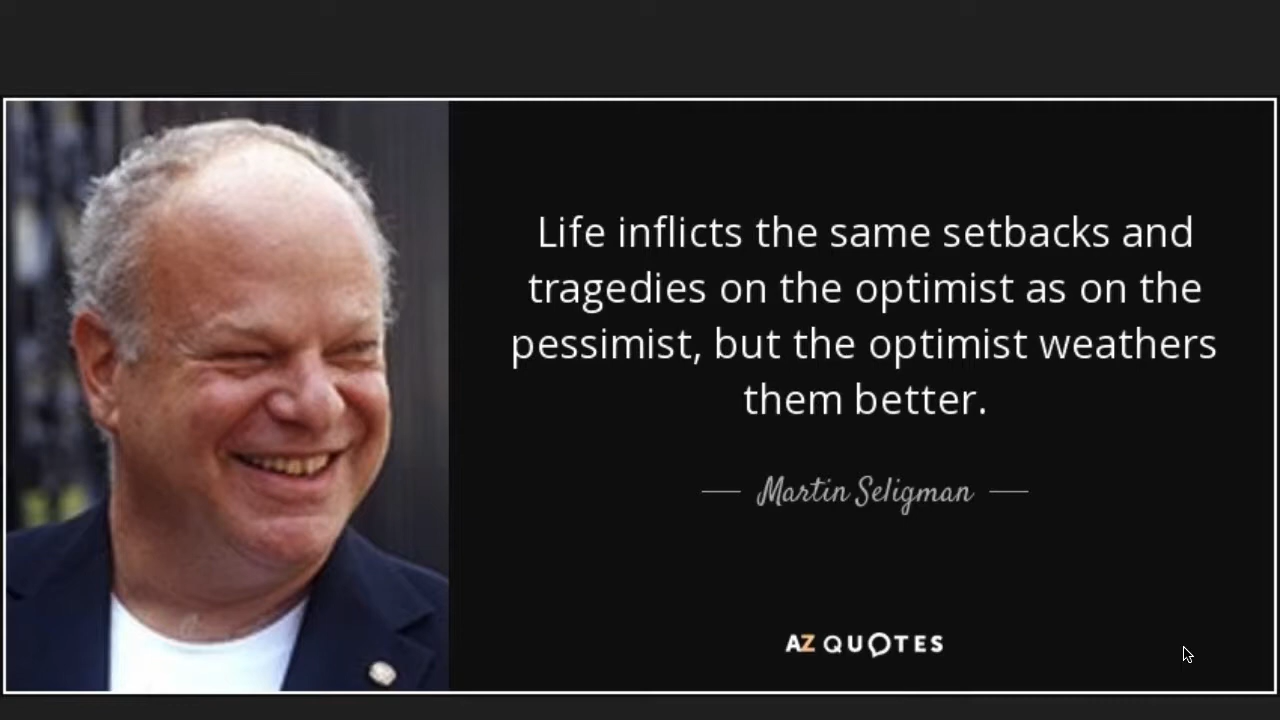 Life inflicts the same setbacks and
tragedies on the optimist as on the
pessimist, but the optimist weathers
them better.
Martin Seligman
AZ QUOTES